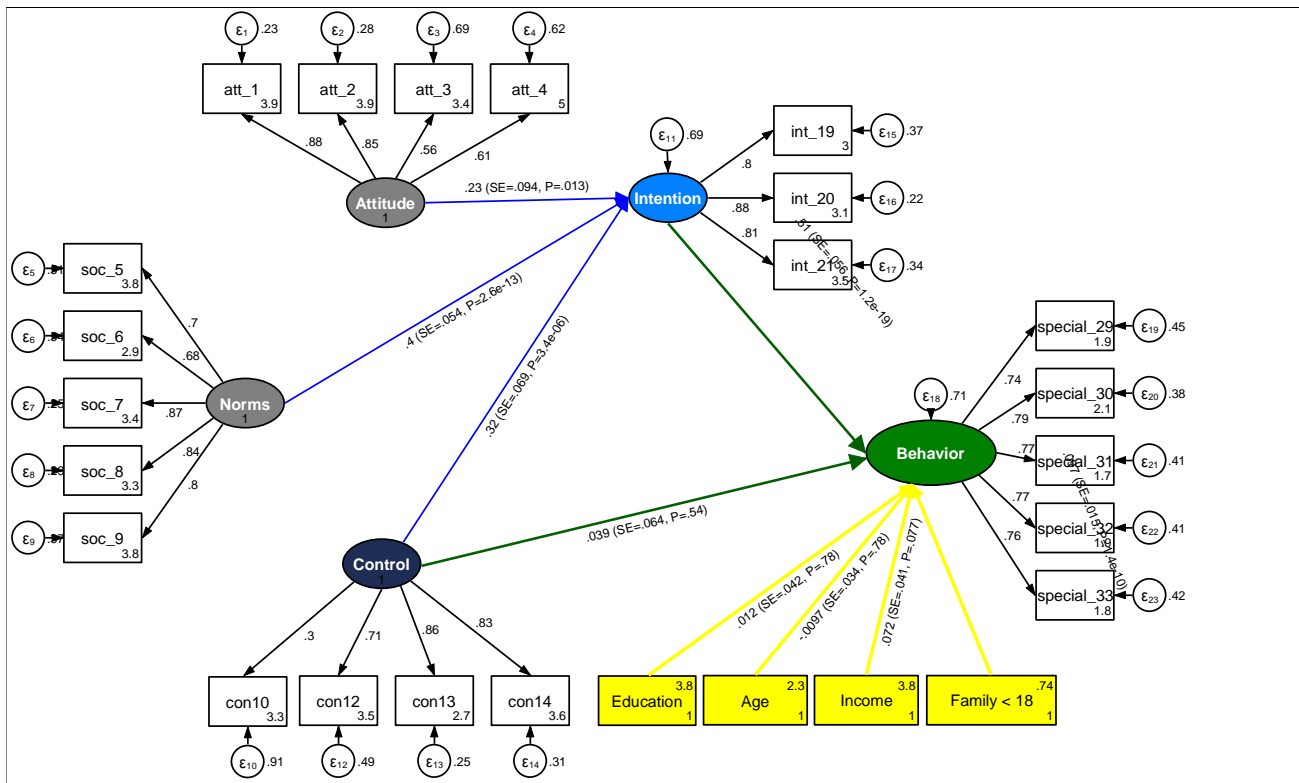 ε1 .23
ε2 .28
ε3 .69
ε4 .62
att_1 3.9
att_2 3.9
att_3 3.4
att_4 5
.88
.85
.56
.61
Attitude 1
.23 (SE=.094, P=.013)
ε11 .69
Intention
int_19 3
ε15 .37
int_20 3.1
ε16 .22
int_21 3.5
ε17 .34
.8
.88
.81
.51 (SE=.056, P=1.2e-19)
ε5
soc_5 3.8
ε6
soc_6 2.9
ε7
soc_7 3.4
ε8
soc_8 3.3
ε9
soc_9 3.8
.7
.68
.87
.84
.8
Norms 1
.4 (SE=.054, P=2.6e-13)
.32 (SE=.069, P=3.4e-06)
Control 1
.039 (SE=.064, P=.54)
ε18 .71
Behavior
special_29 1.9
ε19 .45
special_30 2.1
ε20 .38
special_31 1.7
ε21 .41
special_32
ε22 .41
special_33 1.8
ε23 .42
.74
.79
.77
.77
.76
.3
.71
.86
.83
con10 3.3
con12 3.5
con13 2.7
con14 3.6
ε10 .91
ε12 .49
ε13 .25
ε14 .31
.012 (SE=.042, P=.78)
-.0097 (SE=.034, P=.78)
.072 (SE=.041, P=.077)
Education 3.8 1
Age 2.3 1
Income 3.8 1
Family < 18 .74 1